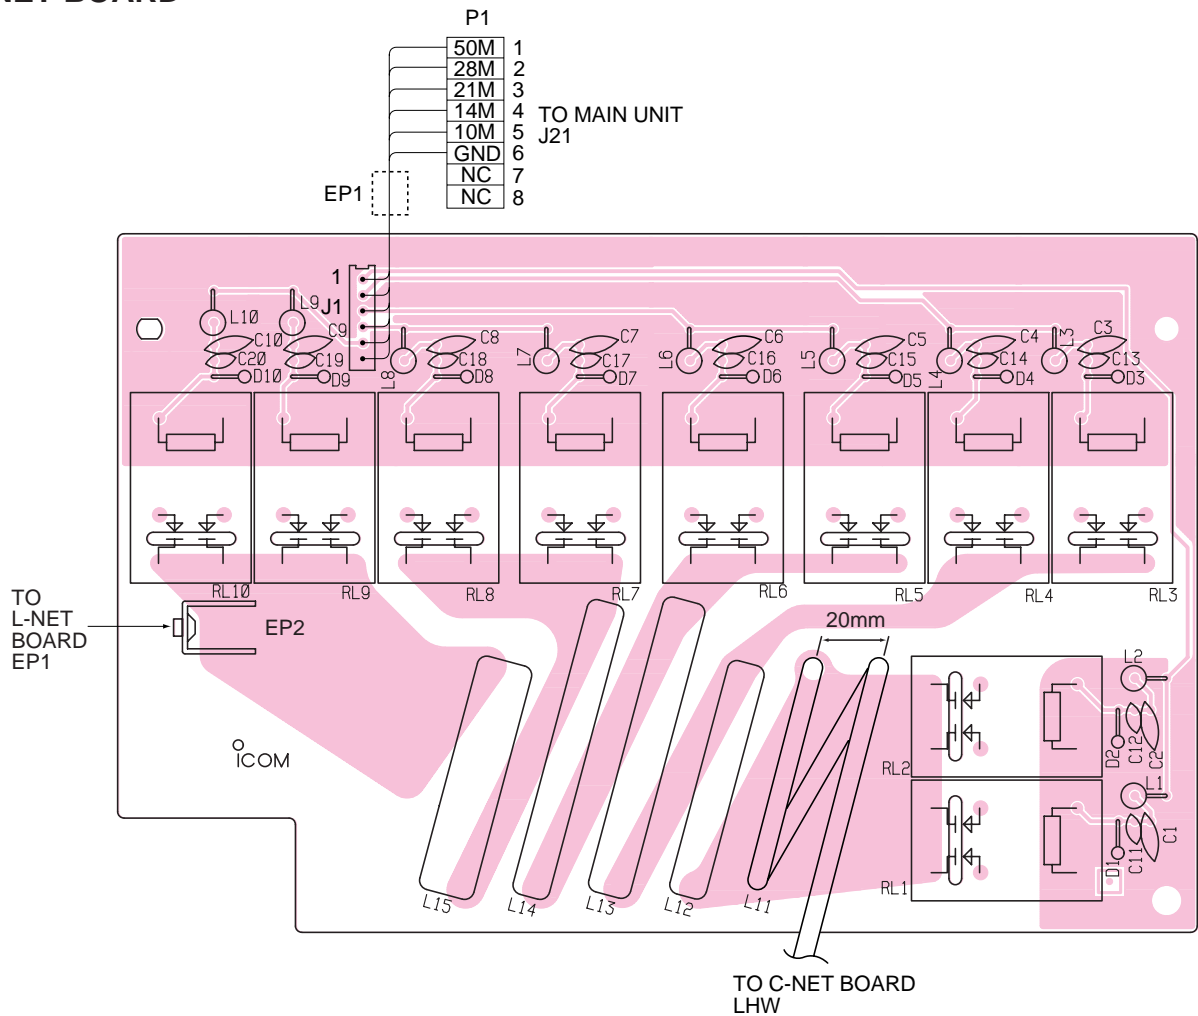 NET BOARD
P1
50M 1
28M 2
21M 3
14M 4
10M 5
GND 6
NC 7
NC 8
TO MAIN UNIT
J21
EP1
1
J1
L10 L9 C10 C9 C20 C19 D10 D9
L8 C8 C18 D8
L7 C7 C17 D7
L6 C6 C16 D6
L5 C5 C15 D5
L4 C4 C14 D4
L3 C3 C13 D3
RL10 RL9 RL8 RL7 RL6 RL5 RL4 RL3
TO
L-NET
BOARD
EP1
EP2
20mm
L2
D2 C12 C2
RL2
L1
D1 C11 C1
RL1
ICOM
L15 L14 L13 L12 L11
TO C-NET BOARD
LHW